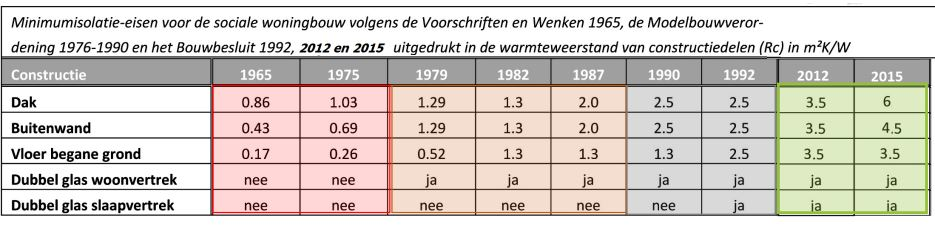 Minimumisolatie-eisen voor de sociale woningbouw volgens de Voorschriften en Wenken 1965, de Modelbouwveror-
dening 1976-1990 en het Bouwbesluit 1992, 2012 en 2015 uitgedrukt in de warmteweerstand van constructiedelen (Rc) in m²K/W
Constructie 1965 1975 1979 1982 1987 1990 1992 2012 2015
Dak 0.86 1.03 1.29 1.3 2.0 2.5 2.5 3.5 6
Buitenwand 0.43 0.69 1.29 1.3 2.0 2.5 2.5 3.5 4.5
Vloer begane grond 0.17 0.26 0.52 1.3 1.3 1.3 2.5 3.5 3.5
Dubbel glas woonvertrek nee nee ja ja ja ja ja ja ja
Dubbel glas slaapvertrek nee nee nee nee nee nee ja ja ja